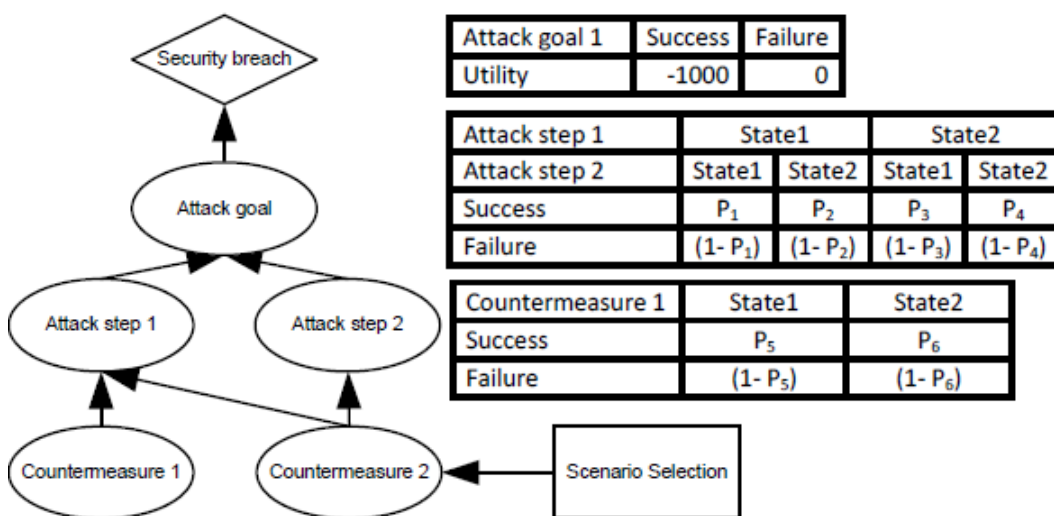 Security breach
Attack goal
Attack step 1
Attack step 2
Countermeasure 1
Countermeasure 2
Scenario Selection
Attack goal 1 Success Failure
Utility -1000 0
Attack step 1 State1 State2
Attack step 2 State1 State2 State1 State2
Success P₁ P₂ P₃ P₄
Failure (1- P₁) (1- P₂) (1- P₃) (1- P₄)
Countermeasure 1 State1 State2
Success P₅ P₆
Failure (1- P₅) (1- P₆)